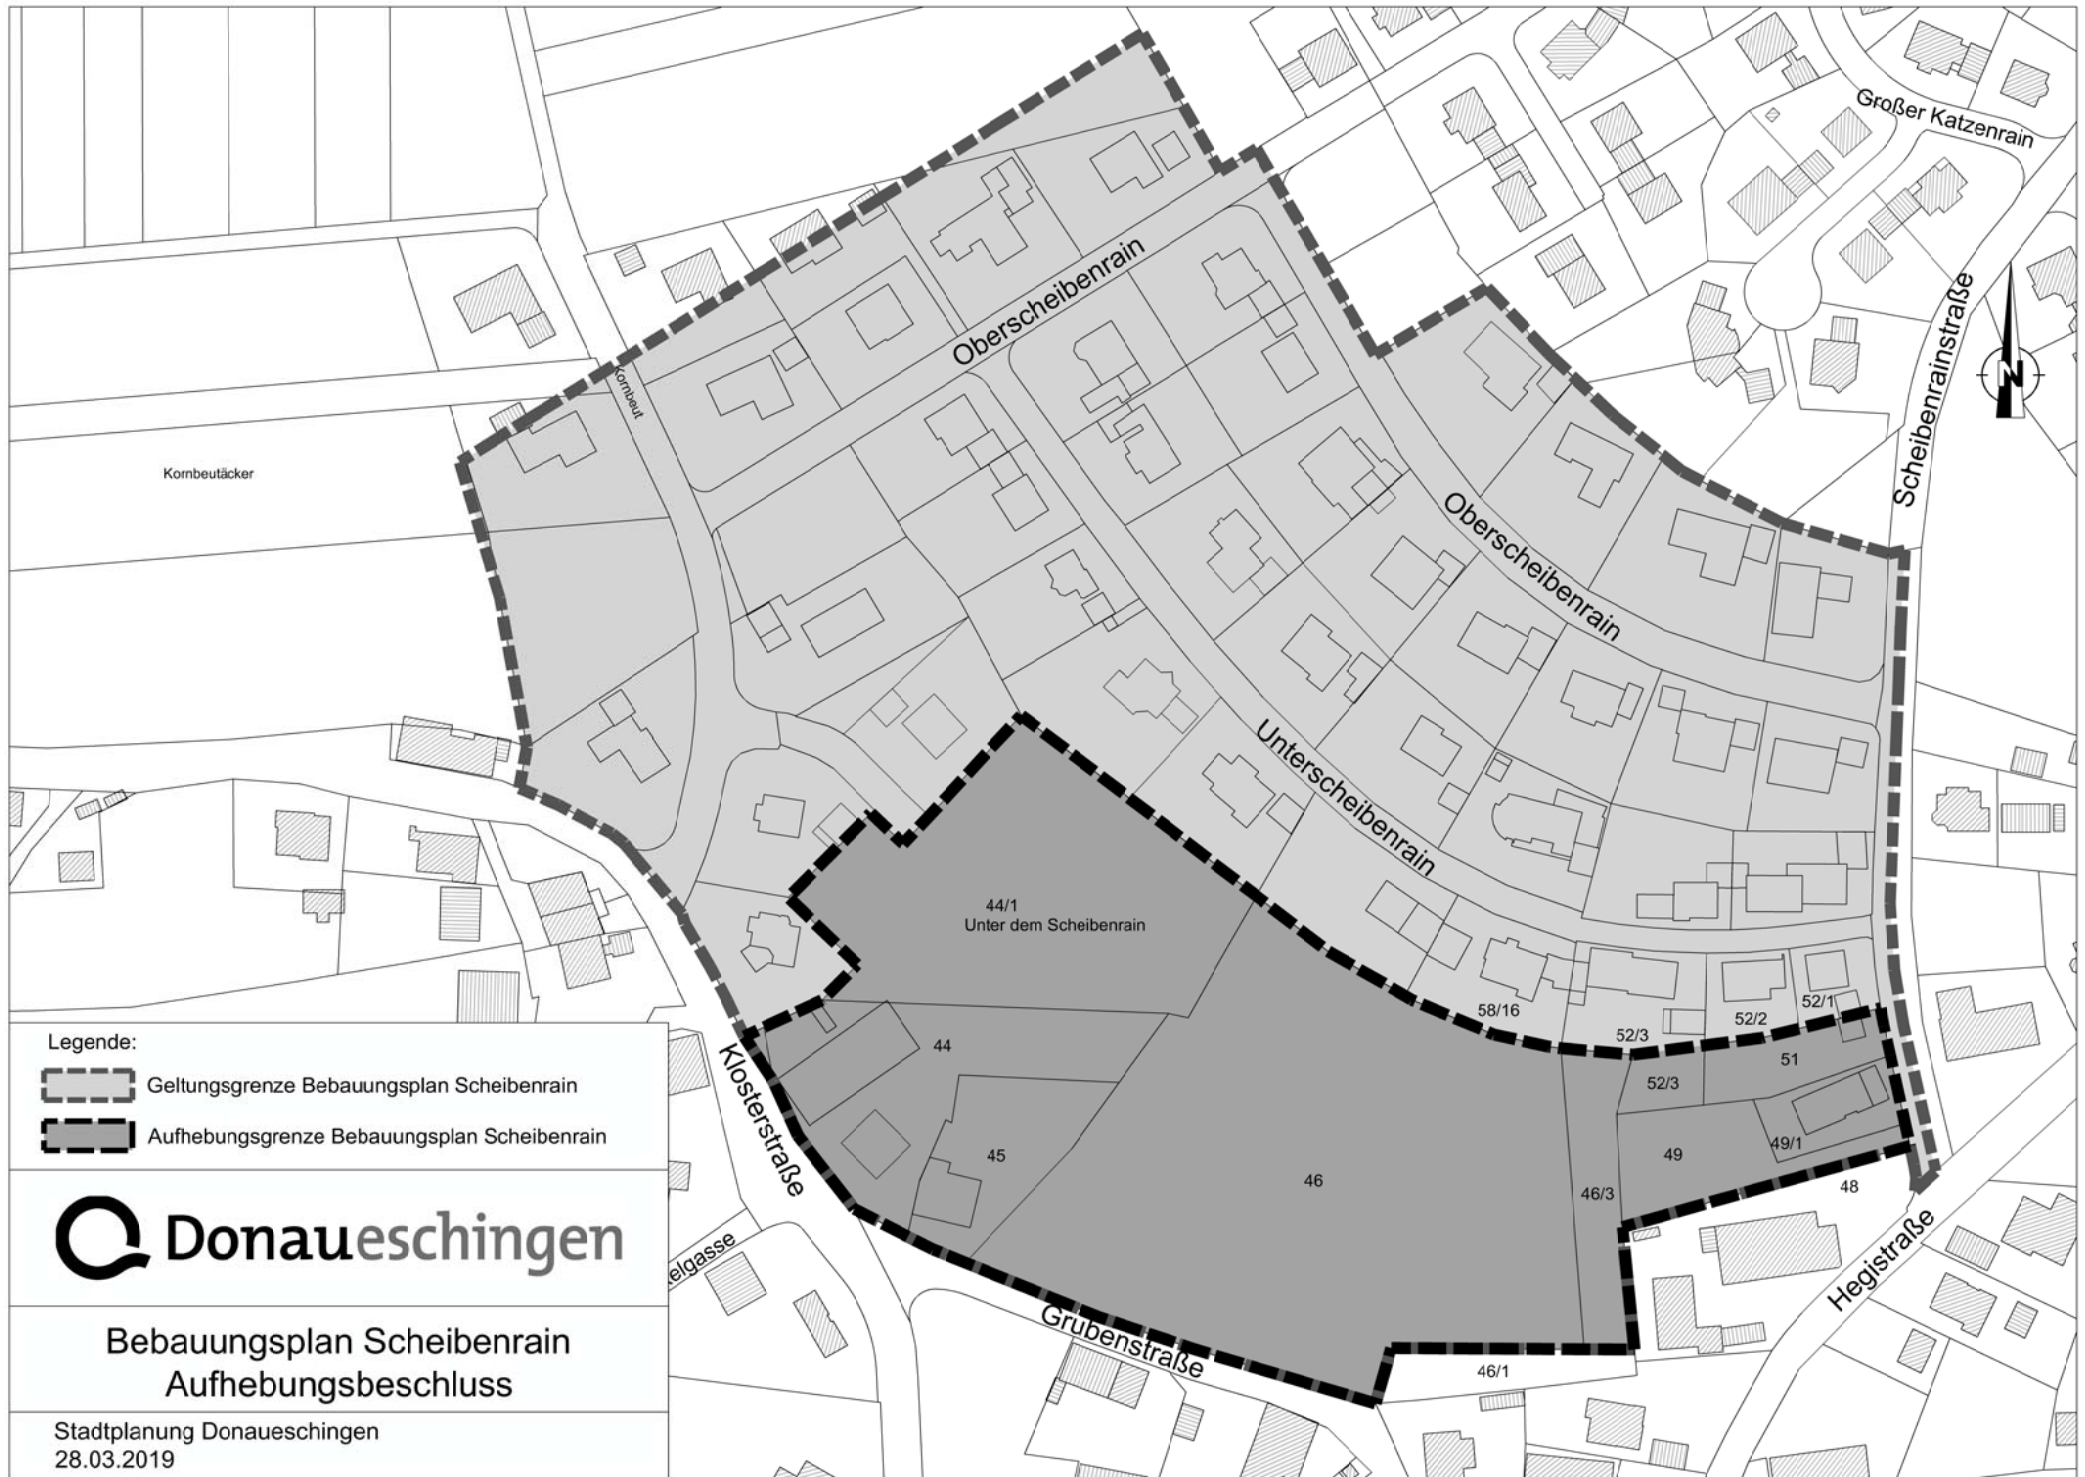 Großer Katzenrain
Oberscheibenrain
Scheibenrainstraße
N
Kornbeut
Kornbeutäcker
Oberscheibenrain
Unterscheibenrain
44/1
Unter dem Scheibenrain
58/16
52/3
52/2
52/1
44
51
52/3
45
49
49/1
46
46/3
48
Klosterstraße
Hegistraße
Grubenstraße
46/1
Legende:
Geltungsgrenze Bebauungsplan Scheibenrain
Aufhebungsgrenze Bebauungsplan Scheibenrain
Donaueschingen
Bebauungsplan Scheibenrain
Aufhebungsbeschluss
Stadtplanung Donaueschingen
28.03.2019